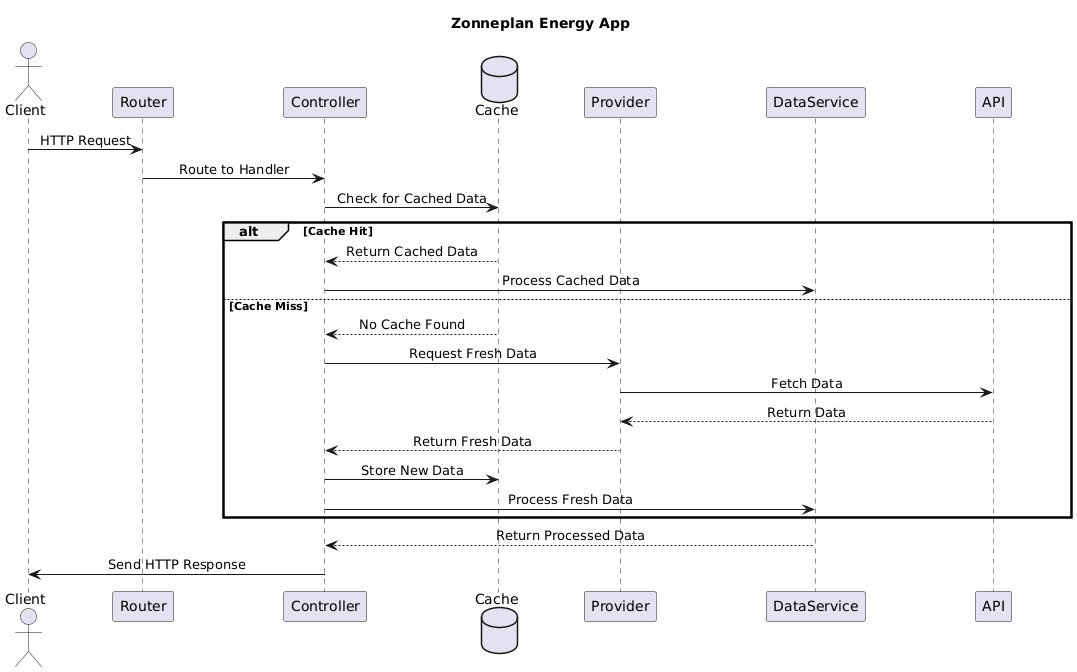 Zonneplan Energy App
Client
Router
Controller
Cache
Provider
DataService
API
HTTP Request
Route to Handler
Check for Cached Data
alt
[Cache Hit]
Return Cached Data
Process Cached Data
[Cache Miss]
No Cache Found
Request Fresh Data
Fetch Data
Return Data
Return Fresh Data
Store New Data
Process Fresh Data
Return Processed Data
Send HTTP Response
Client
Router
Controller
Cache
Provider
DataService
API